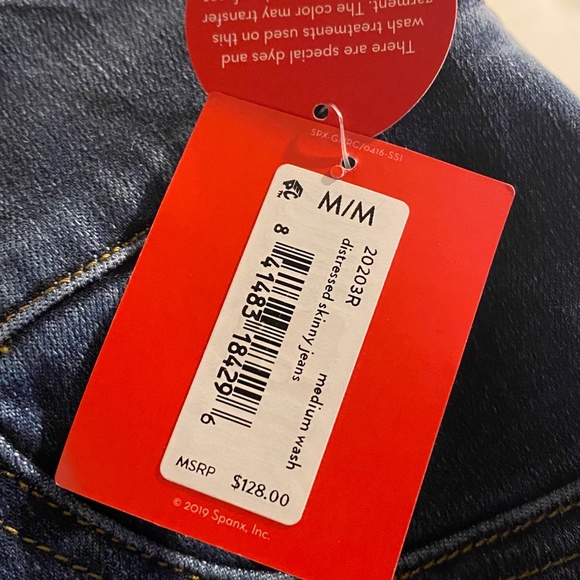 There are special dyes and
wash treatments used on this
garment. The color may transfer
M/M
20203R
distressed skinny jeans
medium wash
8 41483 18429 6
MSRP $128.00
© 2019 Spanx, Inc.